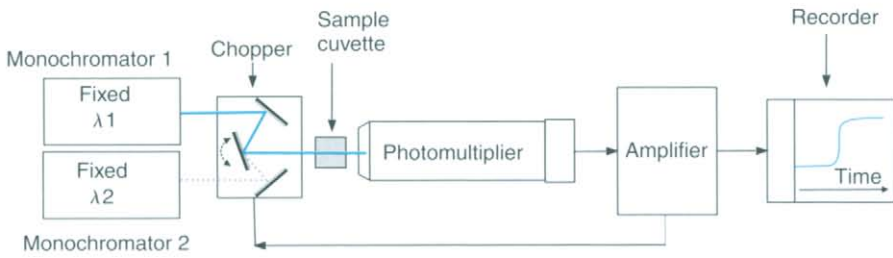 Monochromator 1
Fixed
λ1
Fixed
λ2
Monochromator 2
Chopper
Sample
cuvette
Photomultiplier
Amplifier
Recorder
Time